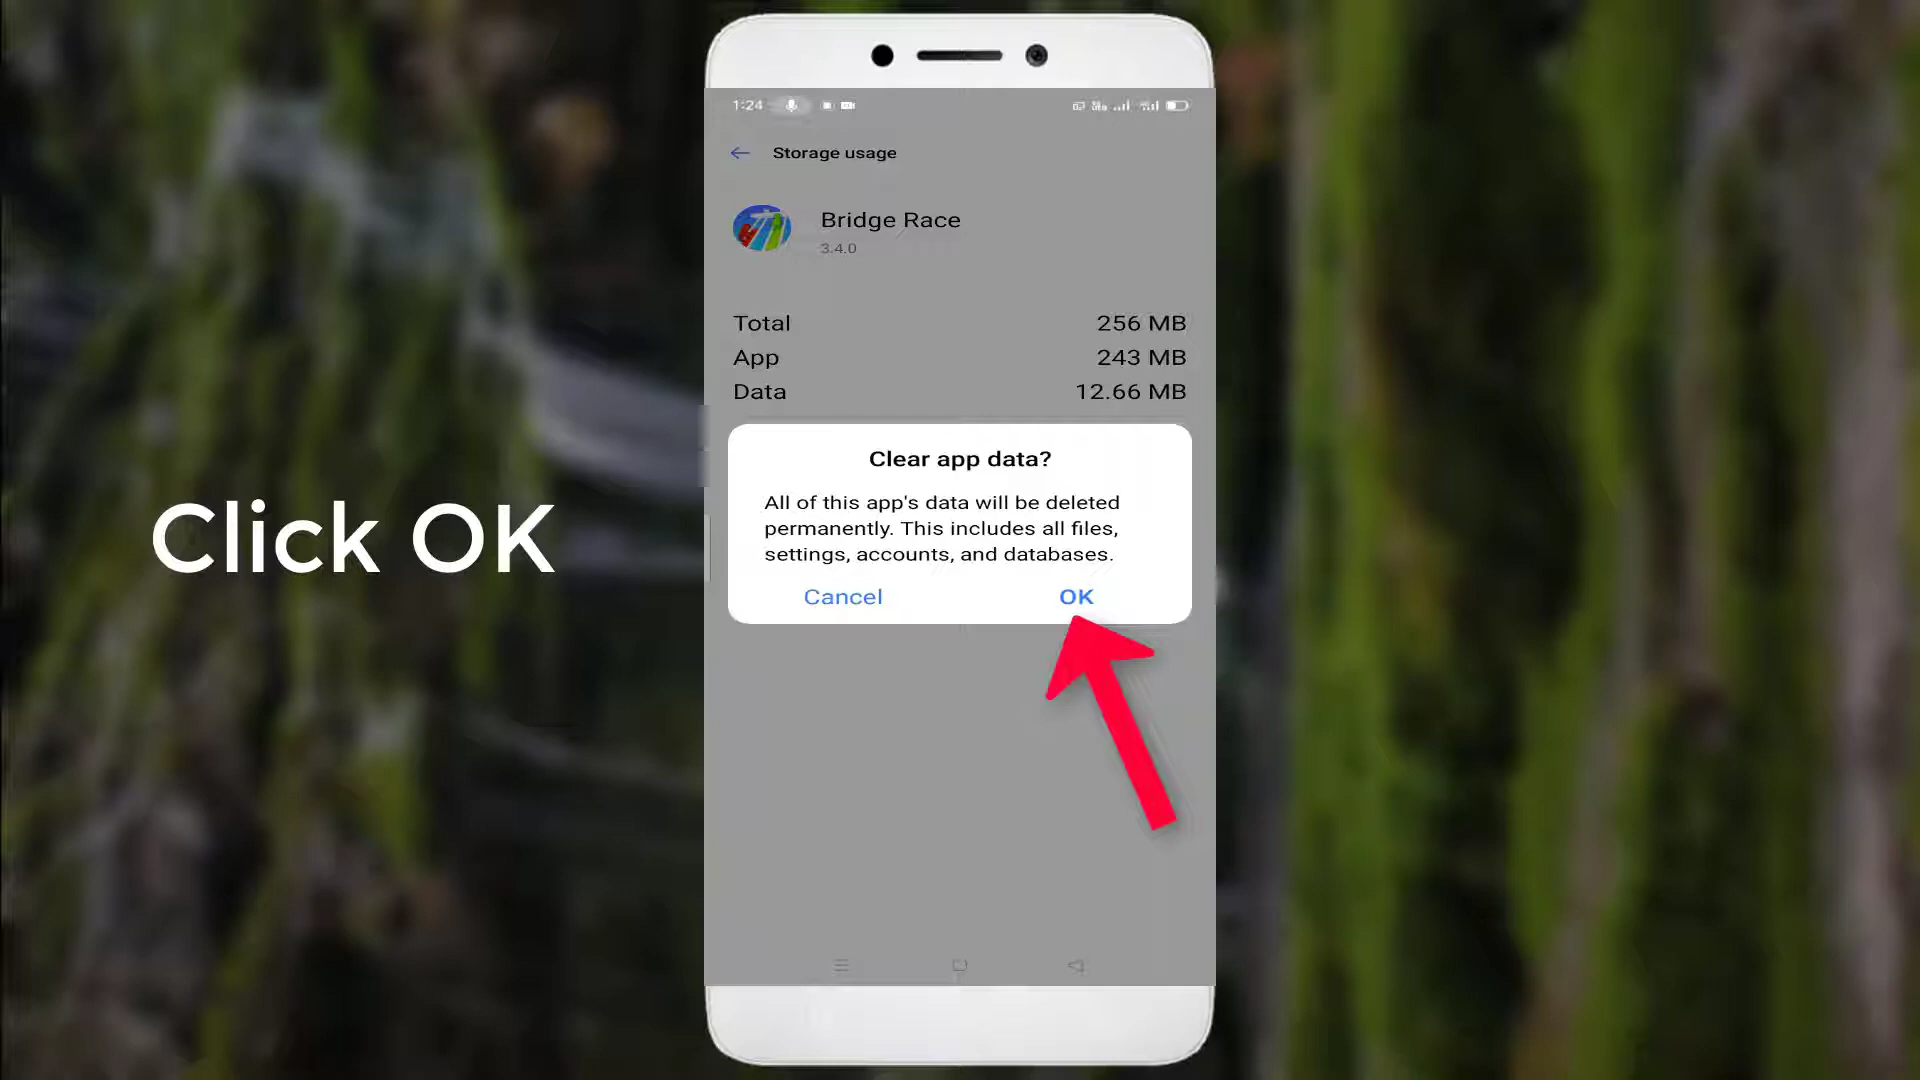 1:24
Storage usage
Bridge Race
3.4.0
Total 256 MB
App 243 MB
Data 12.66 MB
Clear app data?
All of this app's data will be deleted
permanently. This includes all files,
settings, accounts, and databases.
Cancel OK
Click OK